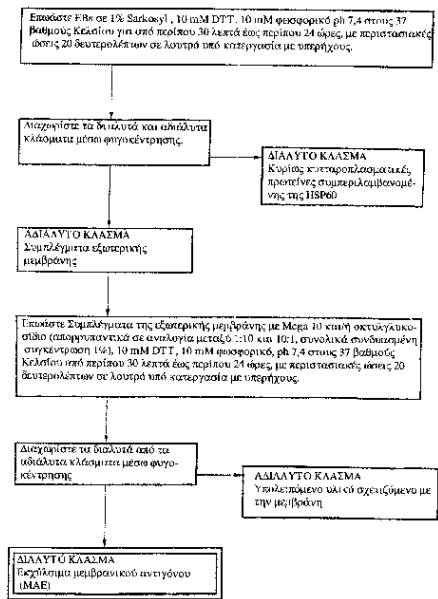 Επωάστε EBs σε 1% Sarkosyl , 10 mM DTT. 10 mM φωσφορικό ph 7,4 στους 37
βαθμούς Κελσίου για από περίπου 30 λεπτά έως περίπου 24 ώρες, με περιστασιακές
ιώσεις 20 δευτερολέπτων σε λουτρό υπό κατεργασία με υπερήχους.
Διαχωρίστε τα διαλυτά και αδιάλυτα
κλάσματα μέσω φυγοκέντρησης.
ΔΙΑΛΥΤΟ ΚΛΑΣΜΑ
Κυρίως κυτταροπλασματικές
πρωτεϊνες συμπεριλαμβανομέ-
νης της HSP60
ΑΔΙΑΛΥΤΟ ΚΛΑΣΜΑ
Συμπλέγματα εξωτερικής
μεμβράνης
Επωάστε Συμπλέγματα της εξωτερικής μεμβράνης με Mega 10 και/ή οκτυλγλυκο-
σίδιο (απορρυπαντικά σε αναλογία μεταξύ 1:10 και 10:1, συνολικά συνδυασμένη
συγκέντρωση 1%), 10 mM DTT , 10 mM φωσφορικό, ph 7,4 στους 37 βαθμούς
Κελσίου από περίπου 30 λεπτά έως περίπου 24 ώρες, με περιστασιακές ιώσεις 20
δευτερολέπτων σε λουτρό υπό κατεργασία με υπερήχους.
Διαχωρίστε τα διαλυτά από τα
αδιάλυτα κλάσματα μέσω φυγο-
κέντρησης
ΑΔΙΑΛΥΤΟ ΚΛΑΣΜΑ
Υπολειπόμενο υλικό σχετιζόμενο με
την μεμβράνη
ΔΙΑΛΥΤΟ ΚΛΑΣΜΑ
Εκχύλισμα μεμβρανικού αντιγόνου
(MAE)